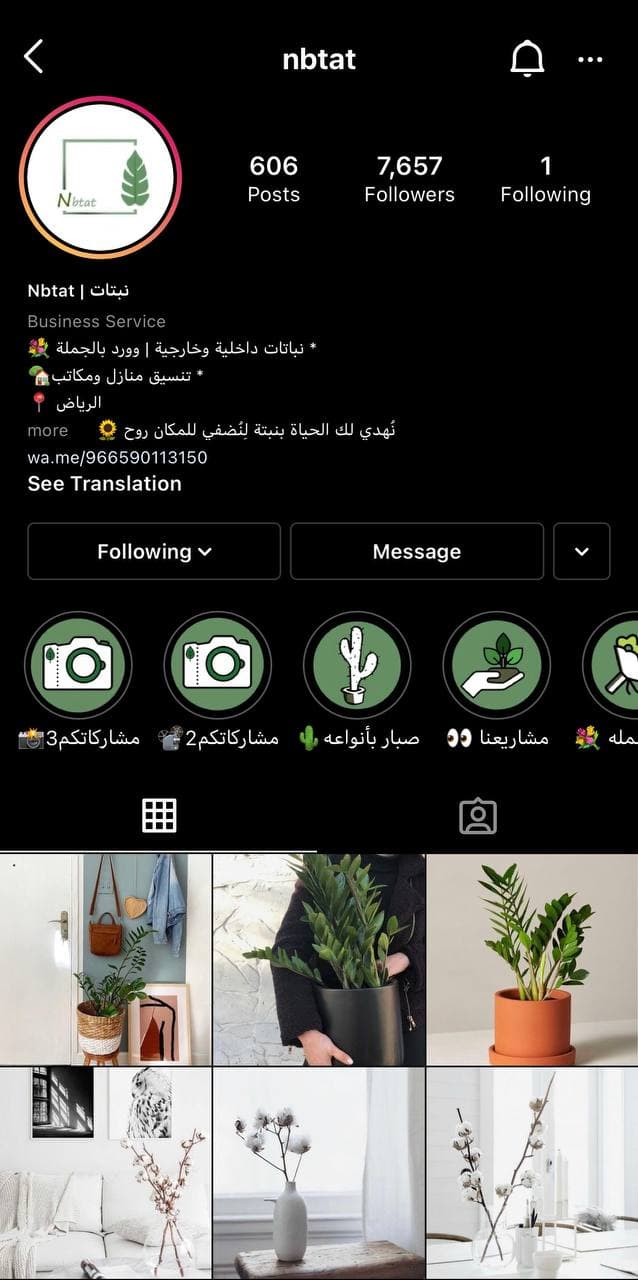 nbtat
Nbtat
606 7,657 1
Posts Followers Following
Nbtat | نبتات
Business Service
* نباتات داخلية وخارجية | وورد بالجملة 💐
* تنسيق منازل ومكاتب🏡
الرياض 📍
نُهدي لك الحياة بنبتة لِنُضفي للمكان روح 🌻 more
wa.me/966590113150
See Translation
Following Message
مشاركاتكم3📸 مشاركاتكم2📽 صبار بأنواعه🌵 مشاريعنا 👀 مله 💐